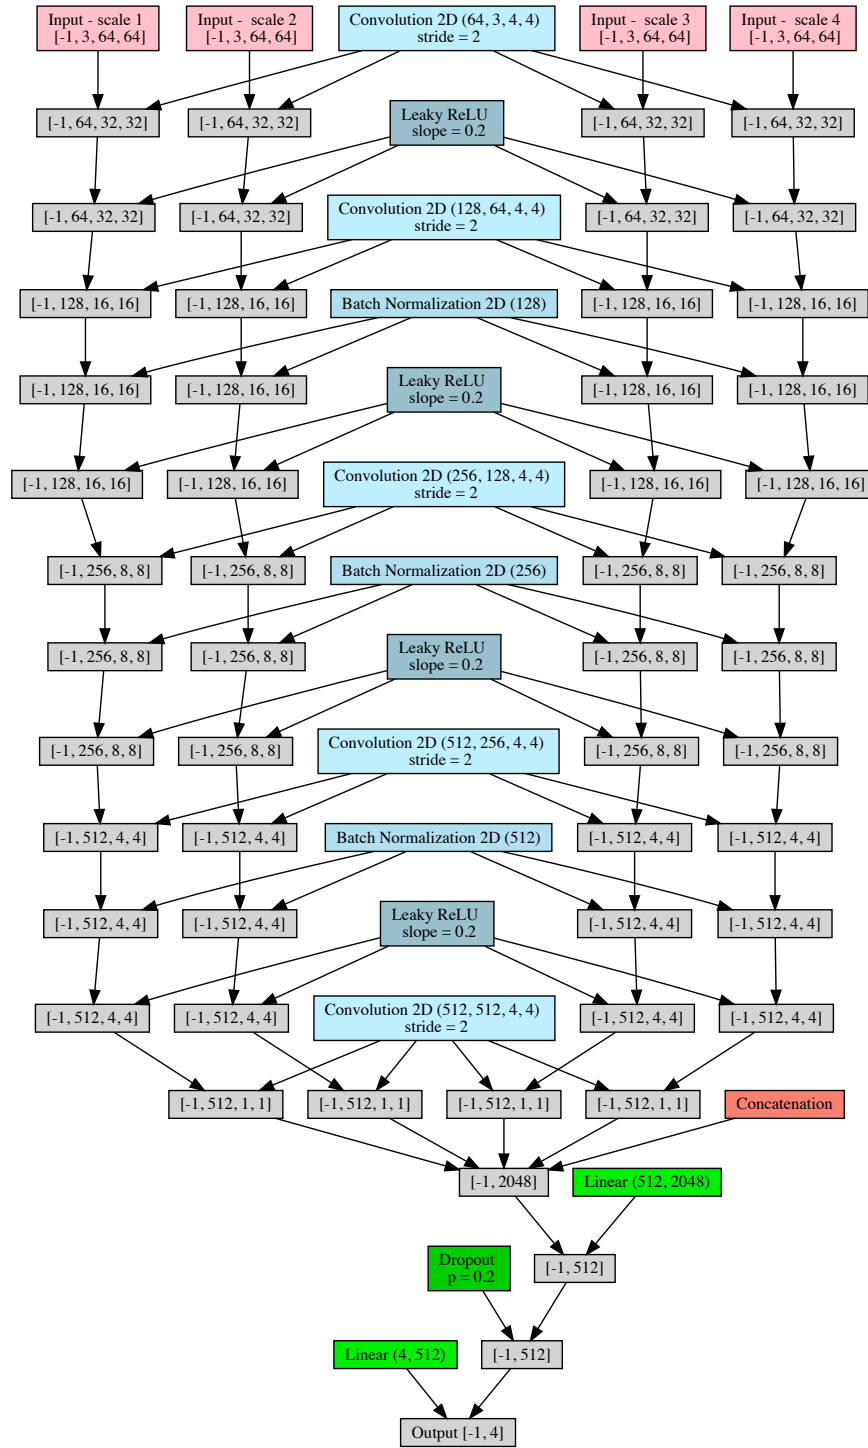 Input - scale 1
[-1, 3, 64, 64]
Input - scale 2
[-1, 3, 64, 64]
Convolution 2D (64, 3, 4, 4)
stride = 2
Input - scale 3
[-1, 3, 64, 64]
Input - scale 4
[-1, 3, 64, 64]
[-1, 64, 32, 32]
[-1, 64, 32, 32]
Leaky ReLU
slope = 0.2
[-1, 64, 32, 32]
[-1, 64, 32, 32]
[-1, 64, 32, 32]
[-1, 64, 32, 32]
Convolution 2D (128, 64, 4, 4)
stride = 2
[-1, 64, 32, 32]
[-1, 64, 32, 32]
[-1, 128, 16, 16]
[-1, 128, 16, 16]
Batch Normalization 2D (128)
[-1, 128, 16, 16]
[-1, 128, 16, 16]
[-1, 128, 16, 16]
[-1, 128, 16, 16]
Leaky ReLU
slope = 0.2
[-1, 128, 16, 16]
[-1, 128, 16, 16]
[-1, 128, 16, 16]
[-1, 128, 16, 16]
Convolution 2D (256, 128, 4, 4)
stride = 2
[-1, 128, 16, 16]
[-1, 128, 16, 16]
[-1, 256, 8, 8]
[-1, 256, 8, 8]
Batch Normalization 2D (256)
[-1, 256, 8, 8]
[-1, 256, 8, 8]
[-1, 256, 8, 8]
[-1, 256, 8, 8]
Leaky ReLU
slope = 0.2
[-1, 256, 8, 8]
[-1, 256, 8, 8]
[-1, 256, 8, 8]
[-1, 256, 8, 8]
Convolution 2D (512, 256, 4, 4)
stride = 2
[-1, 256, 8, 8]
[-1, 256, 8, 8]
[-1, 512, 4, 4]
[-1, 512, 4, 4]
Batch Normalization 2D (512)
[-1, 512, 4, 4]
[-1, 512, 4, 4]
[-1, 512, 4, 4]
[-1, 512, 4, 4]
Leaky ReLU
slope = 0.2
[-1, 512, 4, 4]
[-1, 512, 4, 4]
[-1, 512, 4, 4]
[-1, 512, 4, 4]
Convolution 2D (512, 512, 4, 4)
stride = 2
[-1, 512, 4, 4]
[-1, 512, 4, 4]
[-1, 512, 1, 1]
[-1, 512, 1, 1]
[-1, 512, 1, 1]
[-1, 512, 1, 1]
Concatenation
[-1, 2048]
Linear (512, 2048)
Dropout
p = 0.2
[-1, 512]
Linear (4, 512)
[-1, 512]
Output [-1, 4]